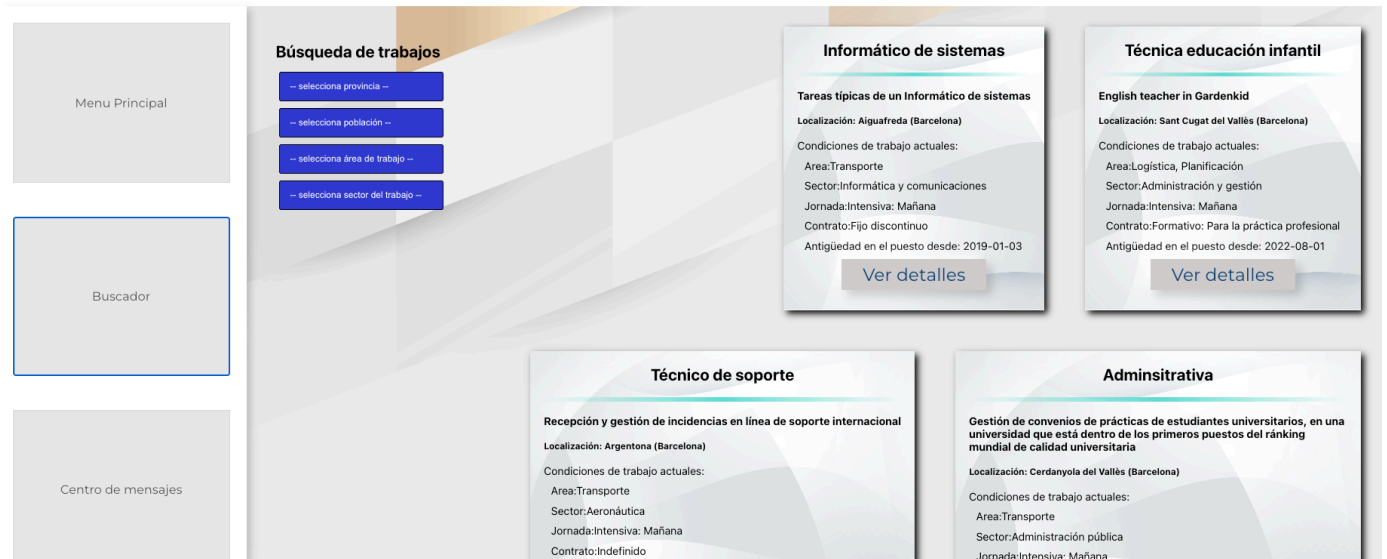 Menu Principal
Buscador
Centro de mensajes
Búsqueda de trabajos
-- selecciona provincia --
-- selecciona población --
-- selecciona área de trabajo --
-- selecciona sector del trabajo --
Informático de sistemas
Tareas típicas de un Informático de sistemas
Localización: Aiguafreda (Barcelona)
Condiciones de trabajo actuales:
Area:Transporte
Sector:Informática y comunicaciones
Jornada:Intensiva: Mañana
Contrato:Fijo discontinuo
Antigüedad en el puesto desde: 2019-01-03
Ver detalles
Técnica educación infantil
English teacher in Gardenkid
Localización: Sant Cugat del Vallès (Barcelona)
Condiciones de trabajo actuales:
Area:Logística, Planificación
Sector:Administración y gestión
Jornada:Intensiva: Mañana
Contrato:Formativo: Para la práctica profesional
Antigüedad en el puesto desde: 2022-08-01
Ver detalles
Técnico de soporte
Recepción y gestión de incidencias en línea de soporte internacional
Localización: Argentona (Barcelona)
Condiciones de trabajo actuales:
Area:Transporte
Sector:Aeronáutica
Jornada:Intensiva: Mañana
Contrato:Indefinido
Adminsitrativa
Gestión de convenios de prácticas de estudiantes universitarios, en una
universidad que está dentro de los primeros puestos del ránking
mundial de calidad universitaria
Localización: Cerdanyola del Vallès (Barcelona)
Condiciones de trabajo actuales:
Area:Transporte
Sector:Administración pública
Jornada:Intensiva: Mañana